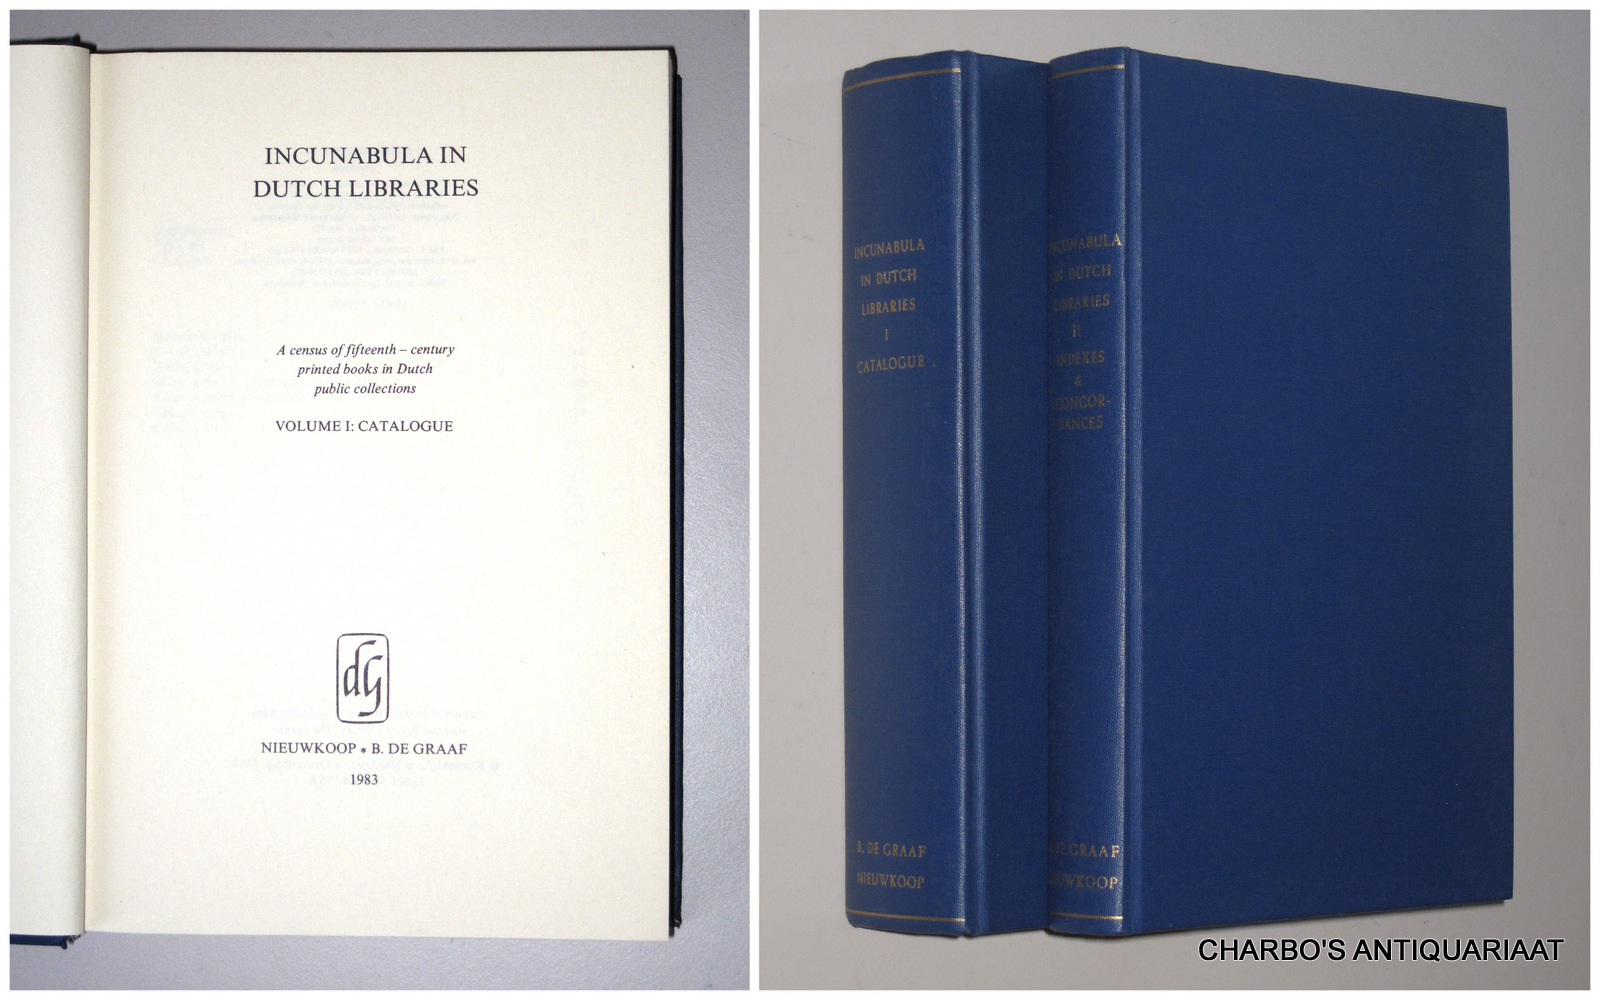 INCUNABULA IN
DUTCH LIBRARIES
A census of fifteenth – century
printed books in Dutch
public collections
VOLUME I: CATALOGUE
dG
NIEUWKOOP * B. DE GRAAF
1983
INCUNABULA
IN DUTCH
LIBRARIES
I
CATALOGUE
B. DE GRAAF
NIEUWKOOP
INCUNABULA
IN DUTCH
LIBRARIES
II
INDEXES
&
CONCOR-
DANCES
DE GRAAF
NIEUWKOOP
CHARBO'S ANTIQUARIAAT